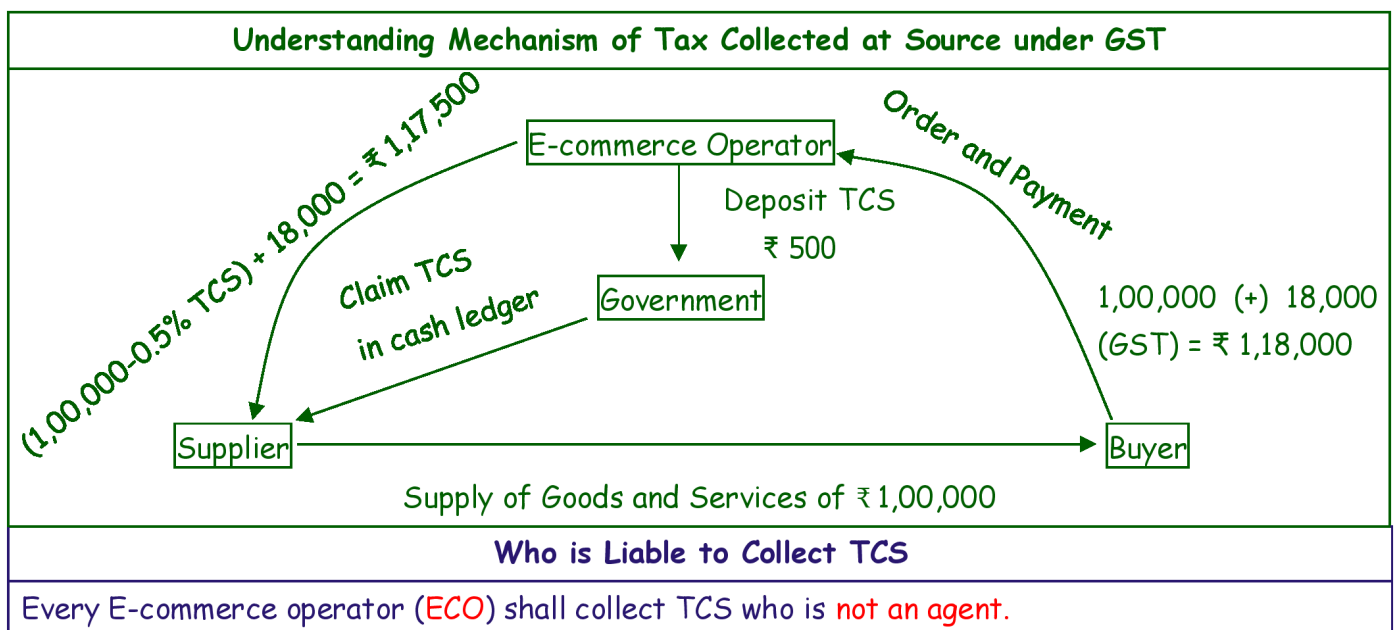 Understanding Mechanism of Tax Collected at Source under GST
(1,00,000-0.5% TCS) + 18,000 = ₹ 1,17,500
E-commerce Operator
Order and Payment
Deposit TCS
₹ 500
Claim TCS
in cash ledger
Government
1,00,000 (+) 18,000
(GST) = ₹ 1,18,000
Supplier
Buyer
Supply of Goods and Services of ₹ 1,00,000
Who is Liable to Collect TCS
Every E-commerce operator (ECO) shall collect TCS who is not an agent.